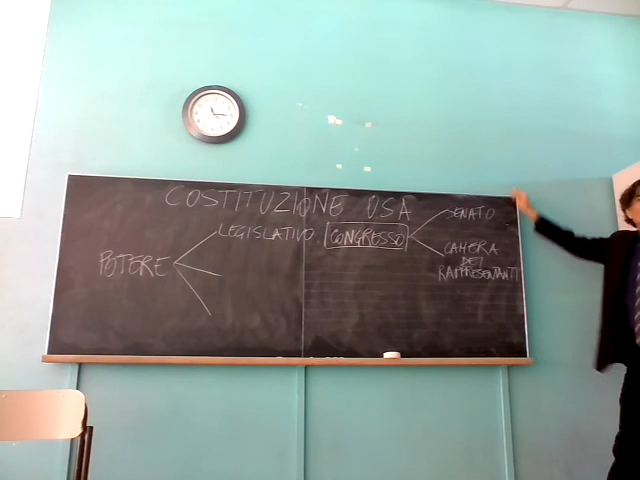 COSTITUZIONE USA
POTERE
LEGISLATIVO
CONGRESSO
SENATO
CAMERA
DEI
RAPPRESENTANTI